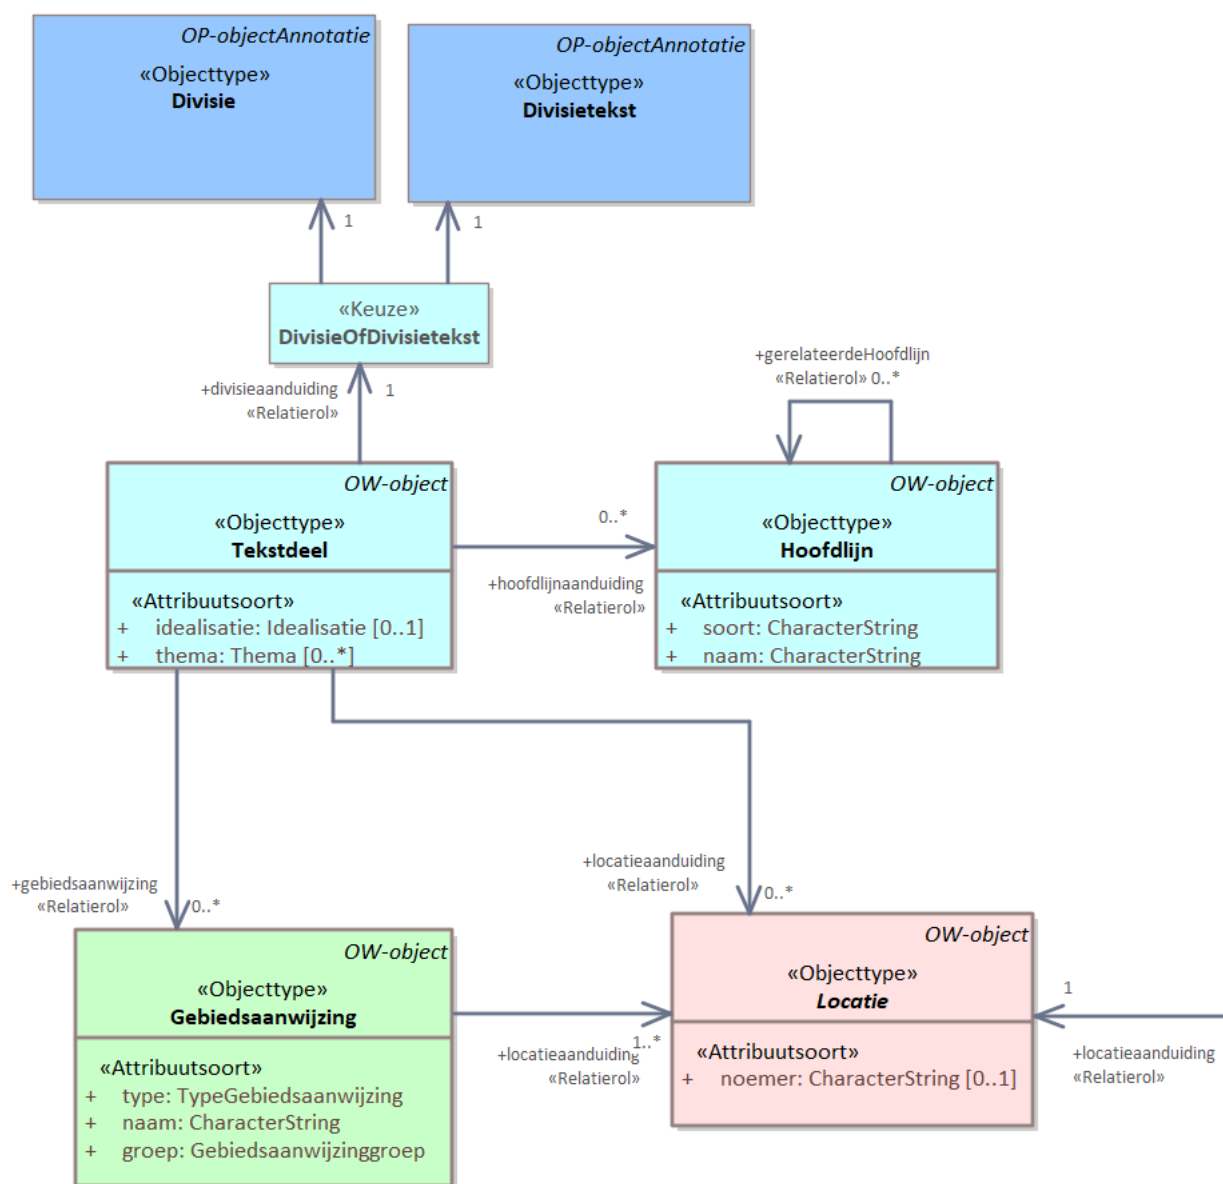 OP-objectAnnotatie
«Objecttype»
Divisie
OP-objectAnnotatie
«Objecttype»
Divisietekst
1
1
«Keuze»
DivisieOfDivisietekst
+divisieaanduiding
«Relatierol»
1
+gerelateerdeHoofdlijn
«Relatierol» 0..*
OW-object
«Objecttype»
Tekstdeel
«Attribuutsoort»
+ idealisatie: Idealisatie [0..1]
+ thema: Thema [0..*]
0..*
+hoofdlijnaanduiding
«Relatierol»
OW-object
«Objecttype»
Hoofdlijn
«Attribuutsoort»
+ soort: CharacterString
+ naam: CharacterString
+gebiedsaanwijzing
«Relatierol»
0..*
+locatieaanduiding
«Relatierol»
0..*
OW-object
«Objecttype»
Gebiedsaanwijzing
«Attribuutsoort»
+ type: TypeGebiedsaanwijzing
+ naam: CharacterString
+ groep: Gebiedsaanwijzinggroep
1..*
+locatieaanduiding
«Relatierol»
OW-object
«Objecttype»
Locatie
«Attribuutsoort»
+ noemer: CharacterString [0..1]
1
+locatieaanduiding
«Relatierol»